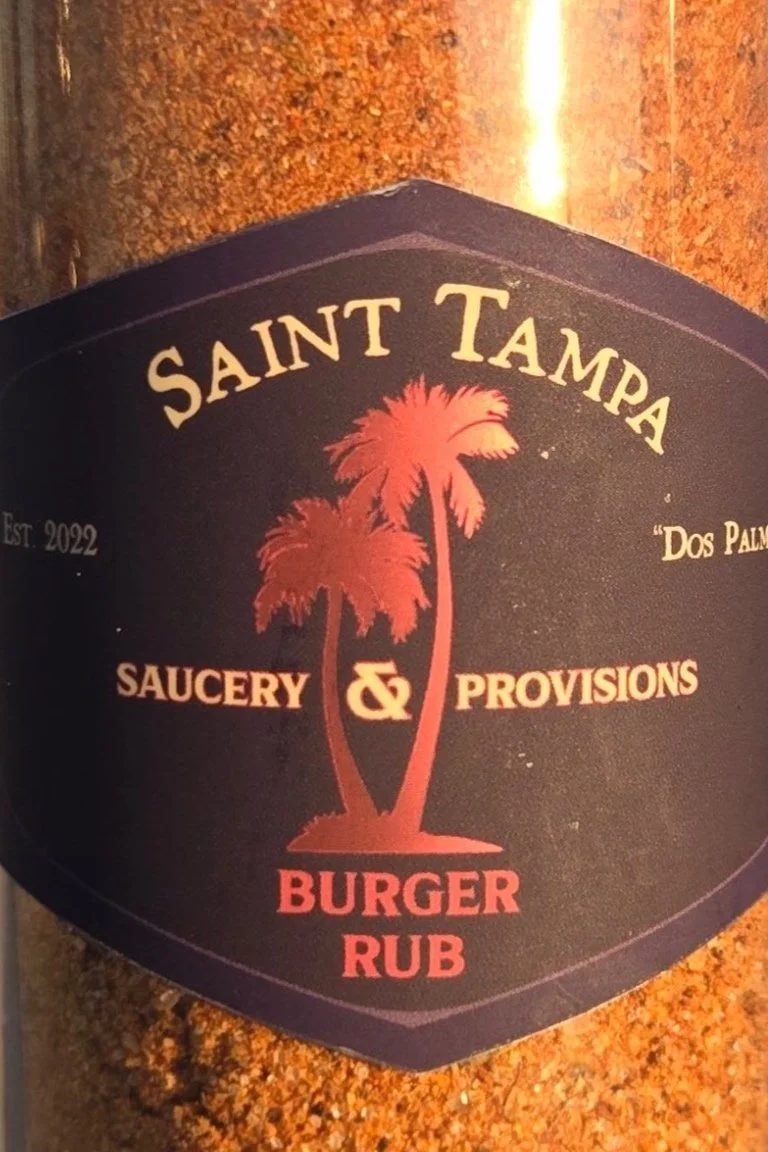 SAINT TAMPA
EST. 2022
"DOS PALM
SAUCERY & PROVISIONS
BURGER
RUB